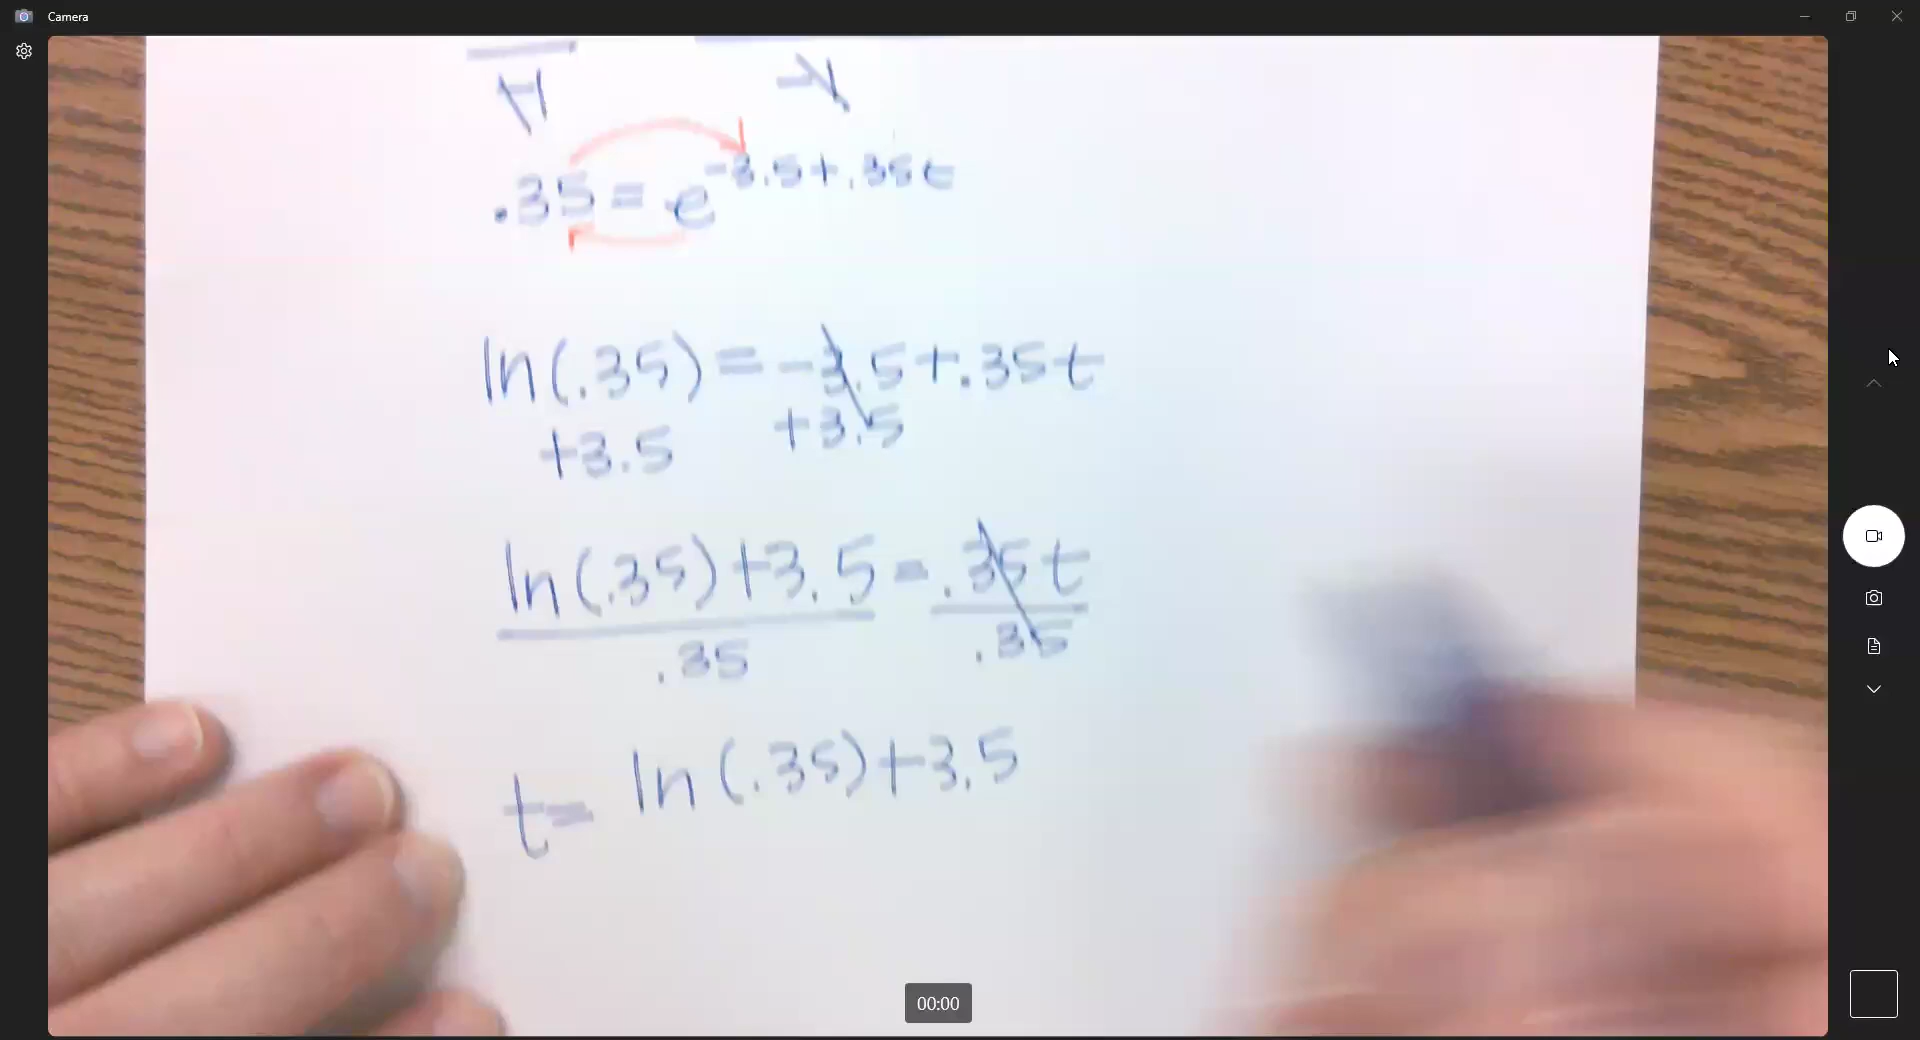 Camera
.35 = e^-3.5+.35t
ln(.35) = -3.5+.35t
+3.5 +3.5
ln(.35)+3.5 = .35t
.35 .35
t= ln(.35)+3.5
00:00